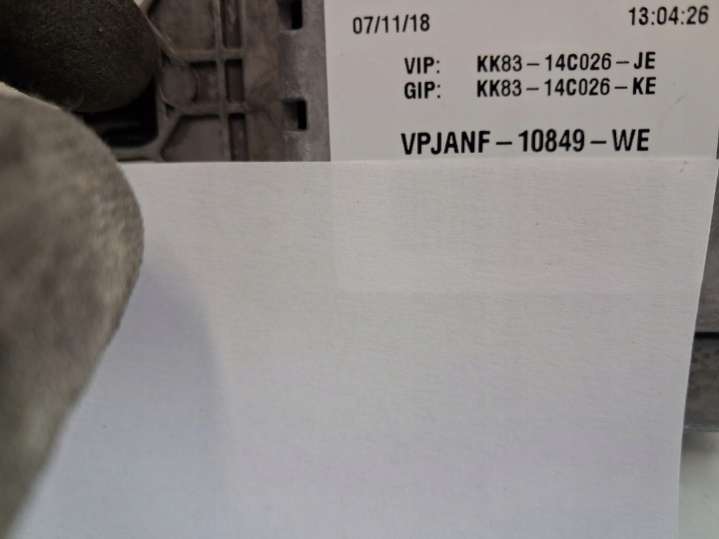 07/11/18 13:04:26
VIP: KK83-14C026-JE
GIP: KK83-14C026-KE
VPJANF-10849-WE